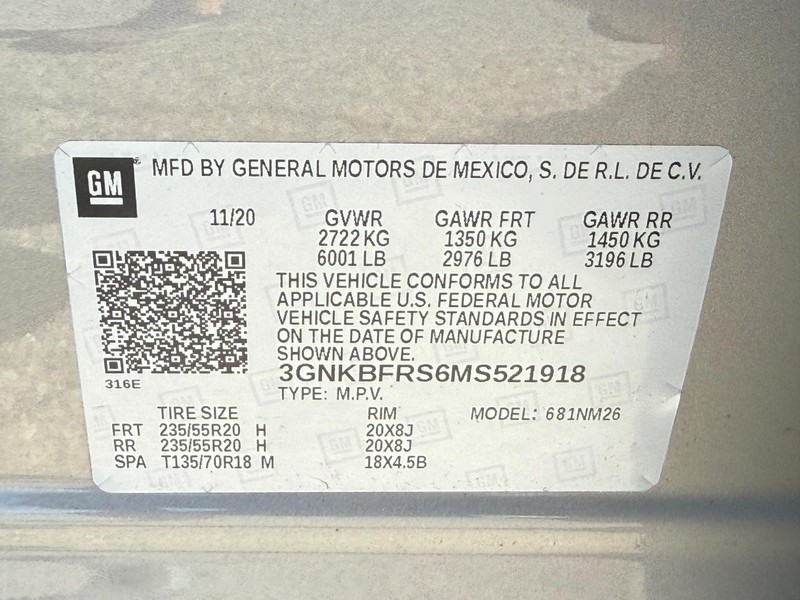 GM ® MFD BY GENERAL MOTORS DE MEXICO, S. DE R.L. DE C.V.
11/20 GVWR GAWR FRT GAWR RR
2722 KG 1350 KG 1450 KG
6001 LB 2976 LB 3196 LB
THIS VEHICLE CONFORMS TO ALL
APPLICABLE U.S. FEDERAL MOTOR
VEHICLE SAFETY STANDARDS IN EFFECT
ON THE DATE OF MANUFACTURE
SHOWN ABOVE.
316E
3GNKBFRS6MS521918
TYPE: M.P.V.
TIRE SIZE RIM MODEL: 681NM26
FRT 235/55R20 H 20X8J
RR 235/55R20 H 20X8J
SPA T135/70R18 M 18X4.5B